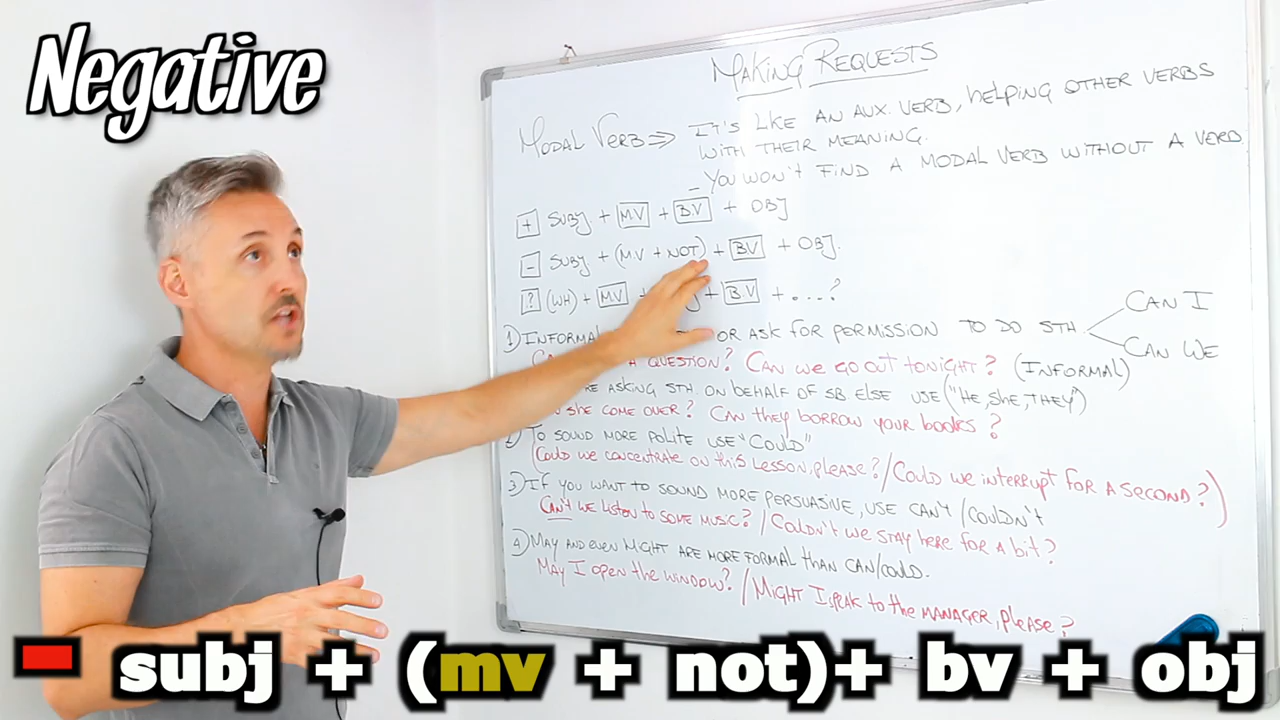 Negative
MAKING REQUESTS
MODAL VERB => IT'S LIKE AN AUX. VERB, HELPING OTHER VERBS
WITH THEIR MEANING.
- YOU WON'T FIND A MODAL VERB WITHOUT A VERB
+ SUBJ + MV + BV + OBJ
- SUBJ + (M.V + NOT) + BV + OBJ.
? (WH) + M.V + + B.V + ....?
1) INFORMAL OR ASK FOR PERMISSION TO DO STH CAN I
CAN WE
QUESTION? CAN WE GO OUT TONIGHT? (INFORMAL)
ASKING STH ON BEHALF OF SB ELSE USE ("HE, SHE, THEY")
SHE COME OVER? CAN THEY BORROW YOUR BOOKS?
2) TO SOUND MORE POLITE USE "COULD"
(COULD WE CONCENTRATE ON THIS LESSON, PLEASE? / COULD WE INTERRUPT FOR A SECOND?)
3) IF YOU WANT TO SOUND MORE PERSUASIVE, USE CAN'T / COULDN'T
CAN'T WE LISTEN TO SOME MUSIC? / COULDN'T WE STAY HERE FOR A BIT?
4) MAY AND EVEN MIGHT ARE MORE FORMAL THAN CAN/COULD.
MAY I OPEN THE WINDOW? / MIGHT I SPEAK TO THE MANAGER, PLEASE?
- subj + (mv + not)+ bv + obj